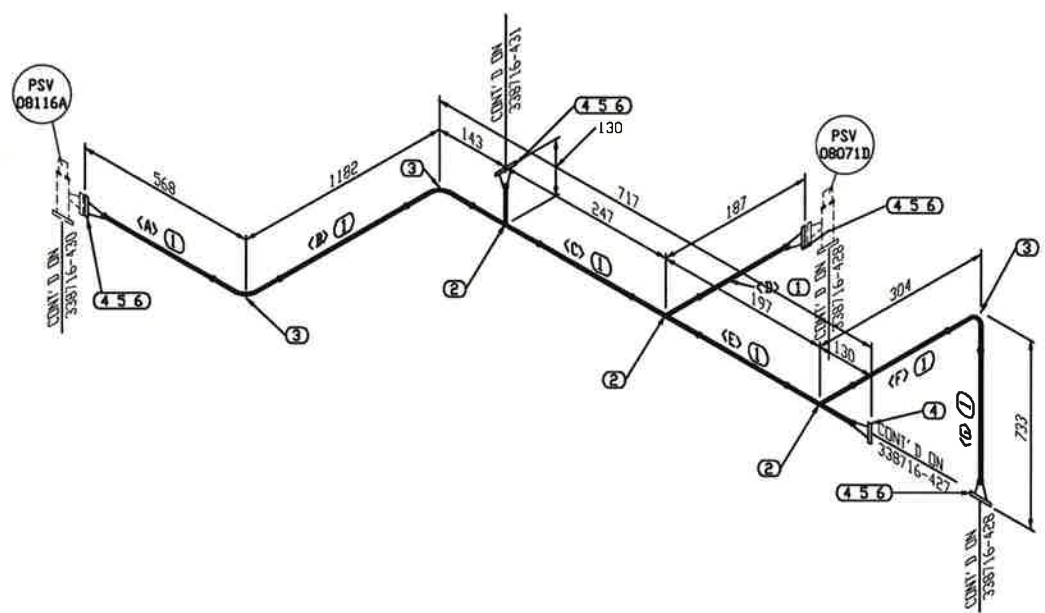 PSV
08116A
568
1182
<A> 1
<B> 1
CONT' D ON
338716-430
4 5 6
3
3
CONT' D ON
338716-431
143
4 5 6
130
717
247
2
<C> 1
187
PSV
08071D
4 5 6
CONT' D ON
338716-428
<D> 1
197
130
304
3
2
<E> 1
<F> 1
<G> 1
733
4
2
CONT' D ON
338716-427
4 5 6
CONT' D ON
338716-428